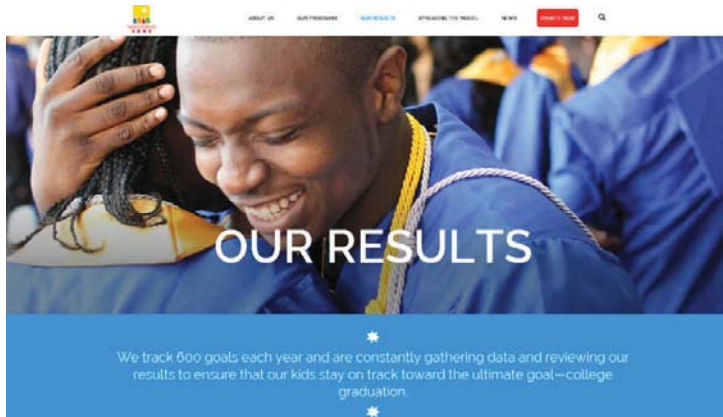 ABOUT US OUR PROGRAMS OUR RESULTS SPREADING THE MODEL NEWS DONATE NOW
OUR RESULTS
We track 600 goals each year and are constantly gathering data and reviewing our
results to ensure that our kids stay on track toward the ultimate goal—college
graduation.